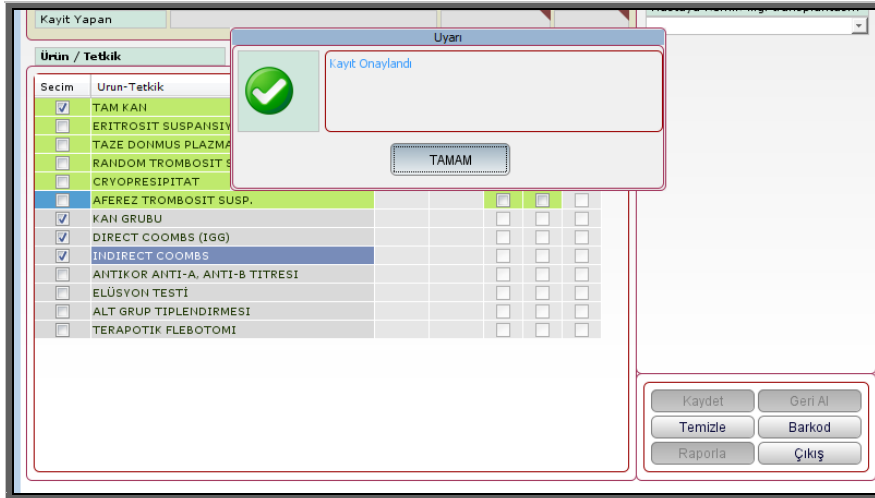 Kayit Yapan
Uyarı
Kayıt Onaylandı
TAMAM
Ürün / Tetkik
Secim Urun-Tetkik
TAM KAN
ERITROSIT
TAZE DONMUS PLAZMA
RANDOM TROMBOSIT
CRYOPRESIPITAT
AFEREZ TROMBOSIT SUSP.
KAN GRUBU
DIRECT COOMBS (IGG)
INDIRECT COOMBS
ANTIKOR ANTI-A, ANTI-B TITRESI
ELÜSYON TESTİ
ALT GRUP TIPLENDIRMESI
TERAPOTIK FLEBOTOMI
Kaydet Geri Al
Temizle Barkod
Raporla Çıkış